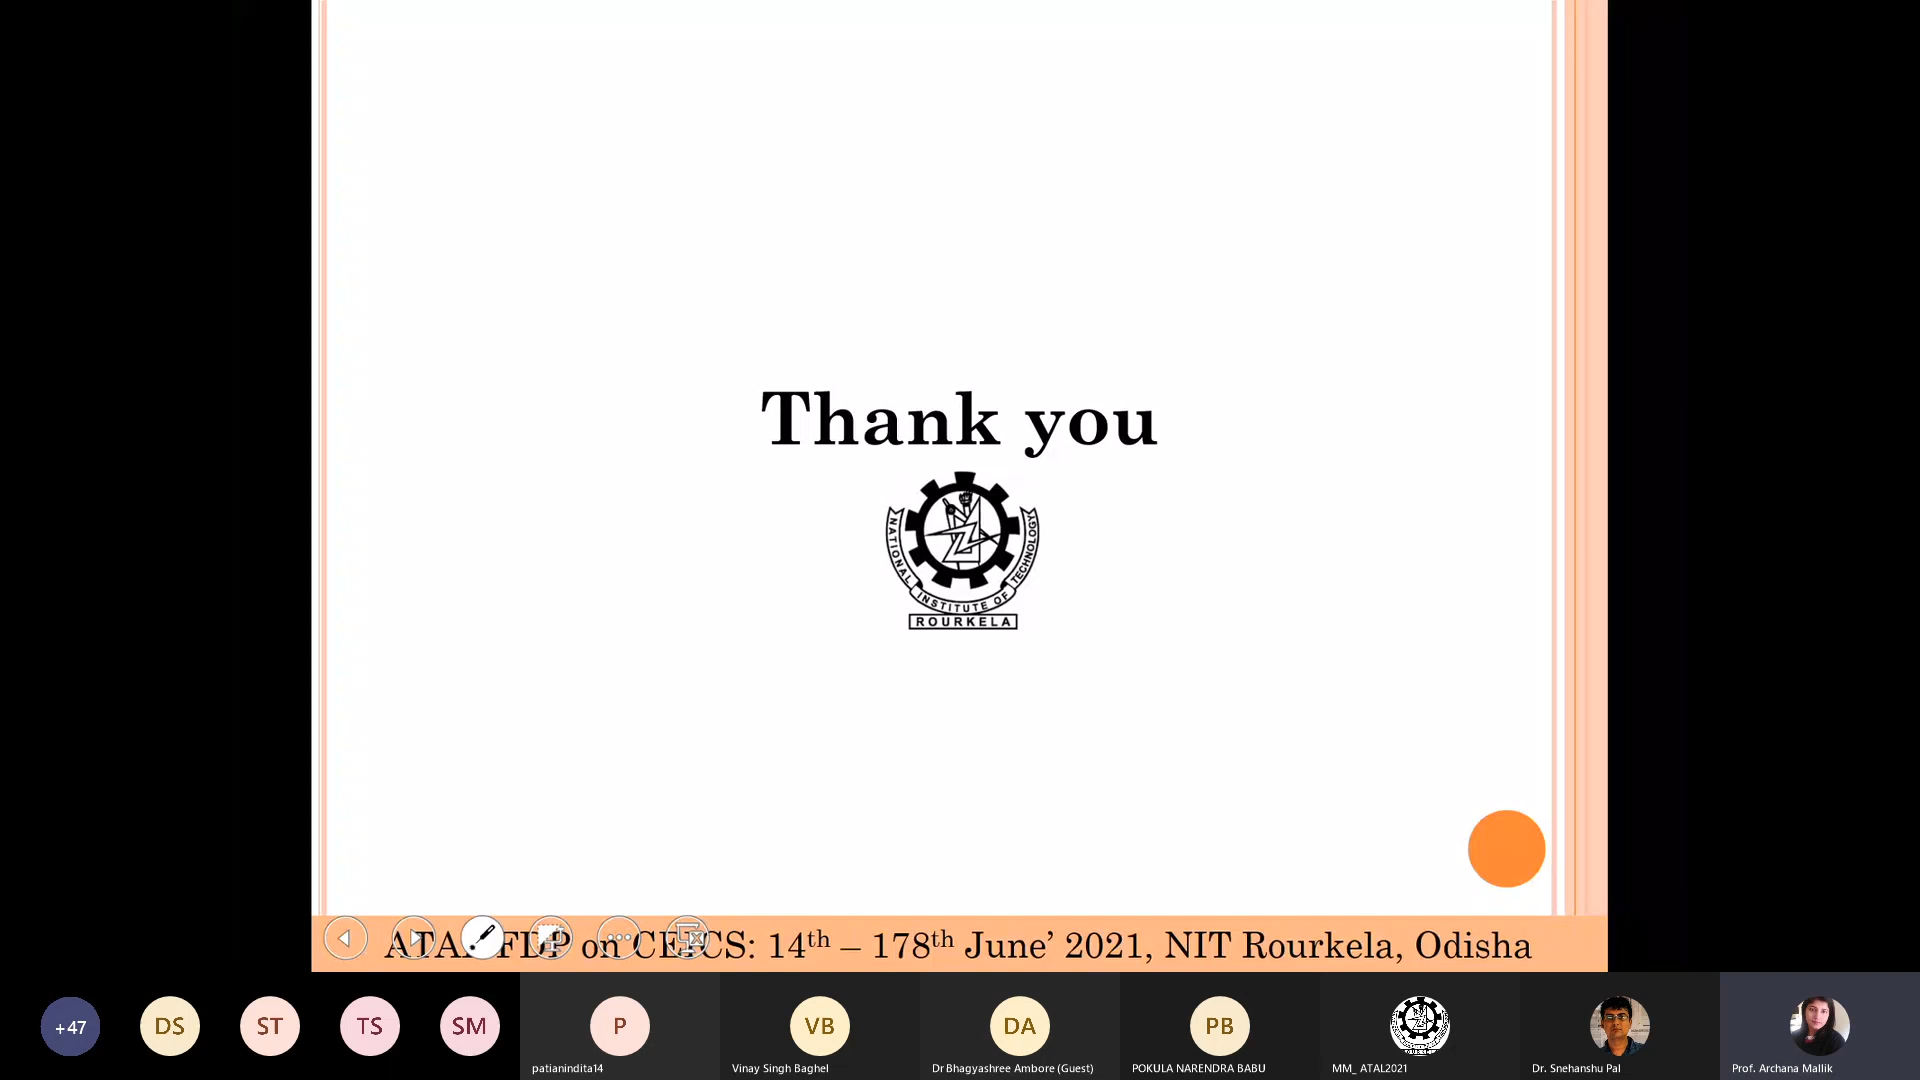 Thank you
NATIONAL INSTITUTE OF TECHNOLOGY
ROURKELA
ATAL FDP on CEICS: 14th – 178th June’ 2021, NIT Rourkela, Odisha
+47
DS
ST
TS
SM
P
VB
DA
PB
patianindita14
Vinay Singh Baghel
Dr Bhagyashree Ambore (Guest)
POKULA NARENDRA BABU
MM_ ATAL2021
Dr. Snehanshu Pal
Prof. Archana Mallik